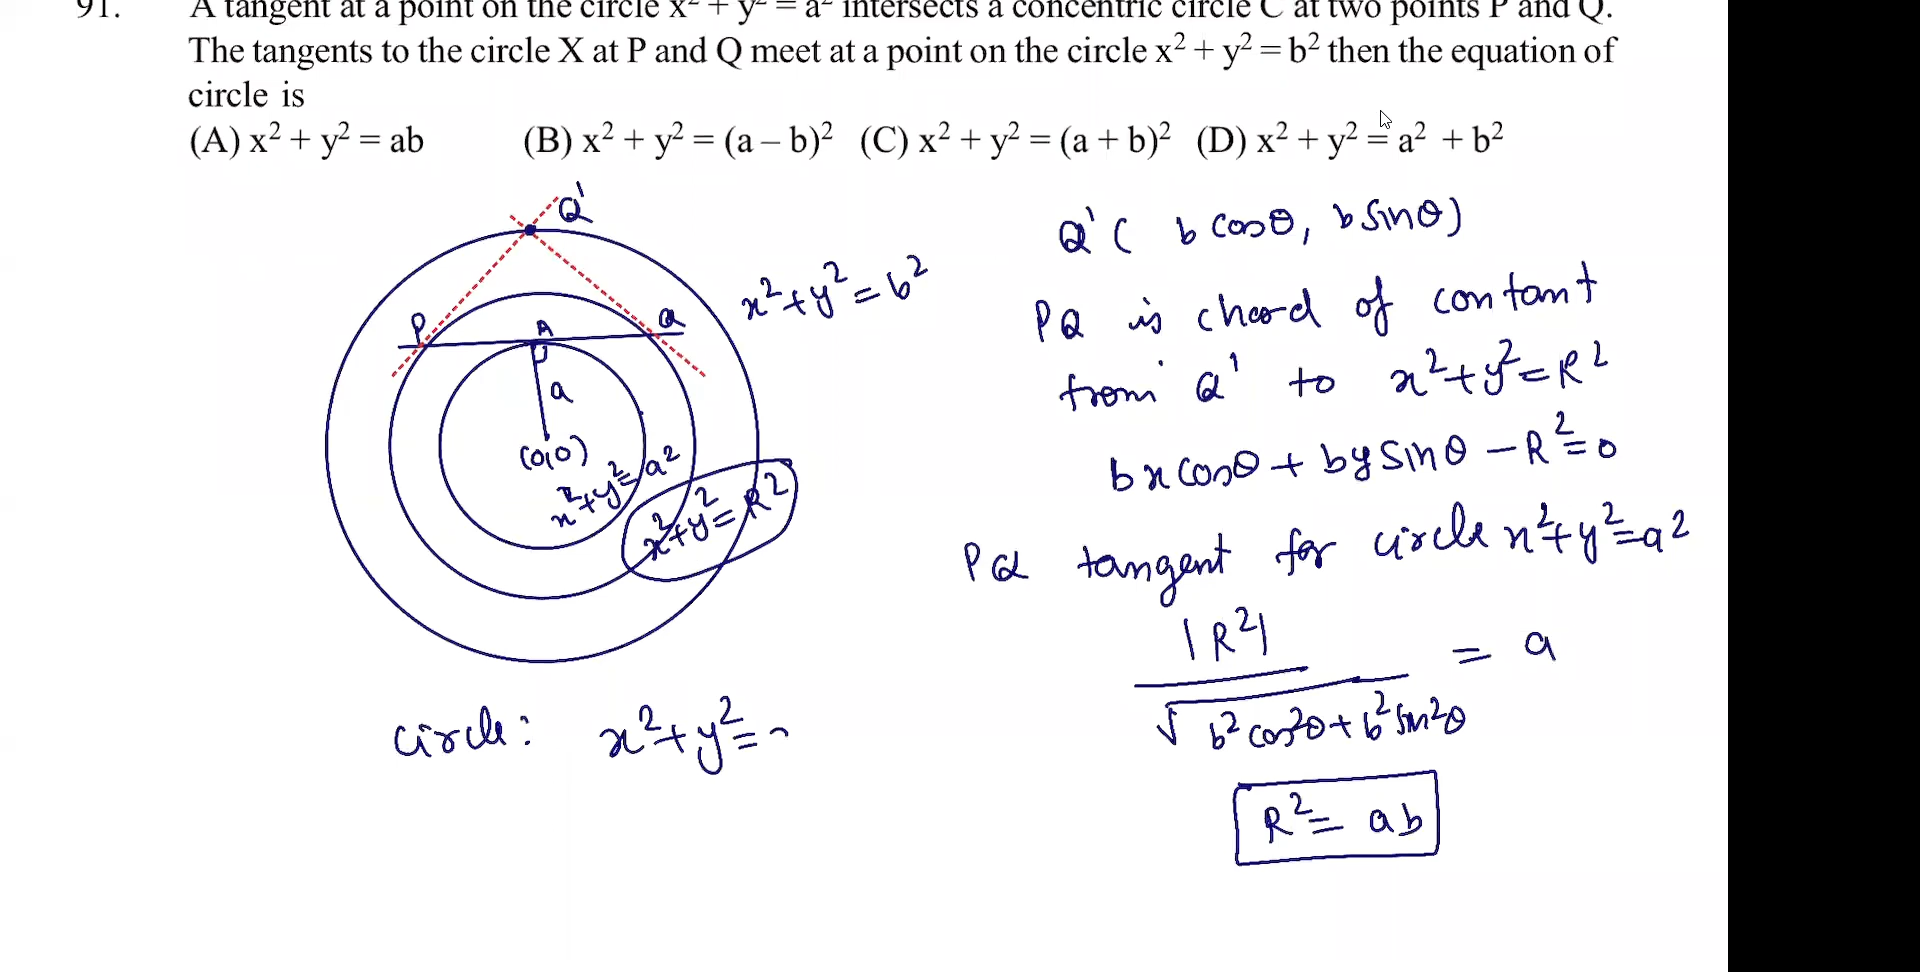 91. A tangent at a point on the circle x² + y² = a² intersects a concentric circle C at two points P and Q.
The tangents to the circle X at P and Q meet at a point on the circle x² + y² = b² then the equation of
circle is
(A) x² + y² = ab (B) x² + y² = (a – b)² (C) x² + y² = (a + b)² (D) x² + y² = a² + b²
Q'
x²+y²=b²
P
A
Q
a
(0,0)
x²+y²=a²
x²+y²=R²
circle: x²+y²=
Q'( b cosθ, b sinθ)
PQ is chord of contant
from Q' to x²+y²=R²
bx cosθ + by sinθ – R²=0
PQ tangent for circle x²+y²=a²
|R²|
= a
√b²cos²θ+b²sin²θ
R²= ab